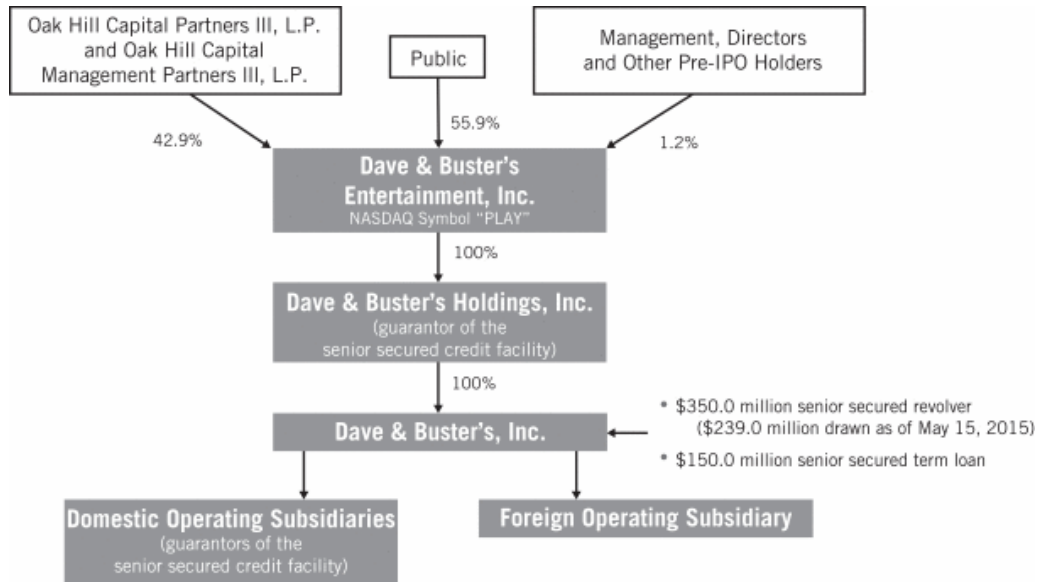 Oak Hill Capital Partners III, L.P.
and Oak Hill Capital
Management Partners III, L.P.
Public
Management, Directors
and Other Pre-IPO Holders
42.9%
55.9%
1.2%
Dave & Buster’s
Entertainment, Inc.
NASDAQ Symbol “PLAY”
100%
Dave & Buster’s Holdings, Inc.
(guarantor of the
senior secured credit facility)
100%
Dave & Buster’s, Inc.
• $350.0 million senior secured revolver
($239.0 million drawn as of May 15, 2015)
• $150.0 million senior secured term loan
Domestic Operating Subsidiaries
(guarantors of the
senior secured credit facility)
Foreign Operating Subsidiary